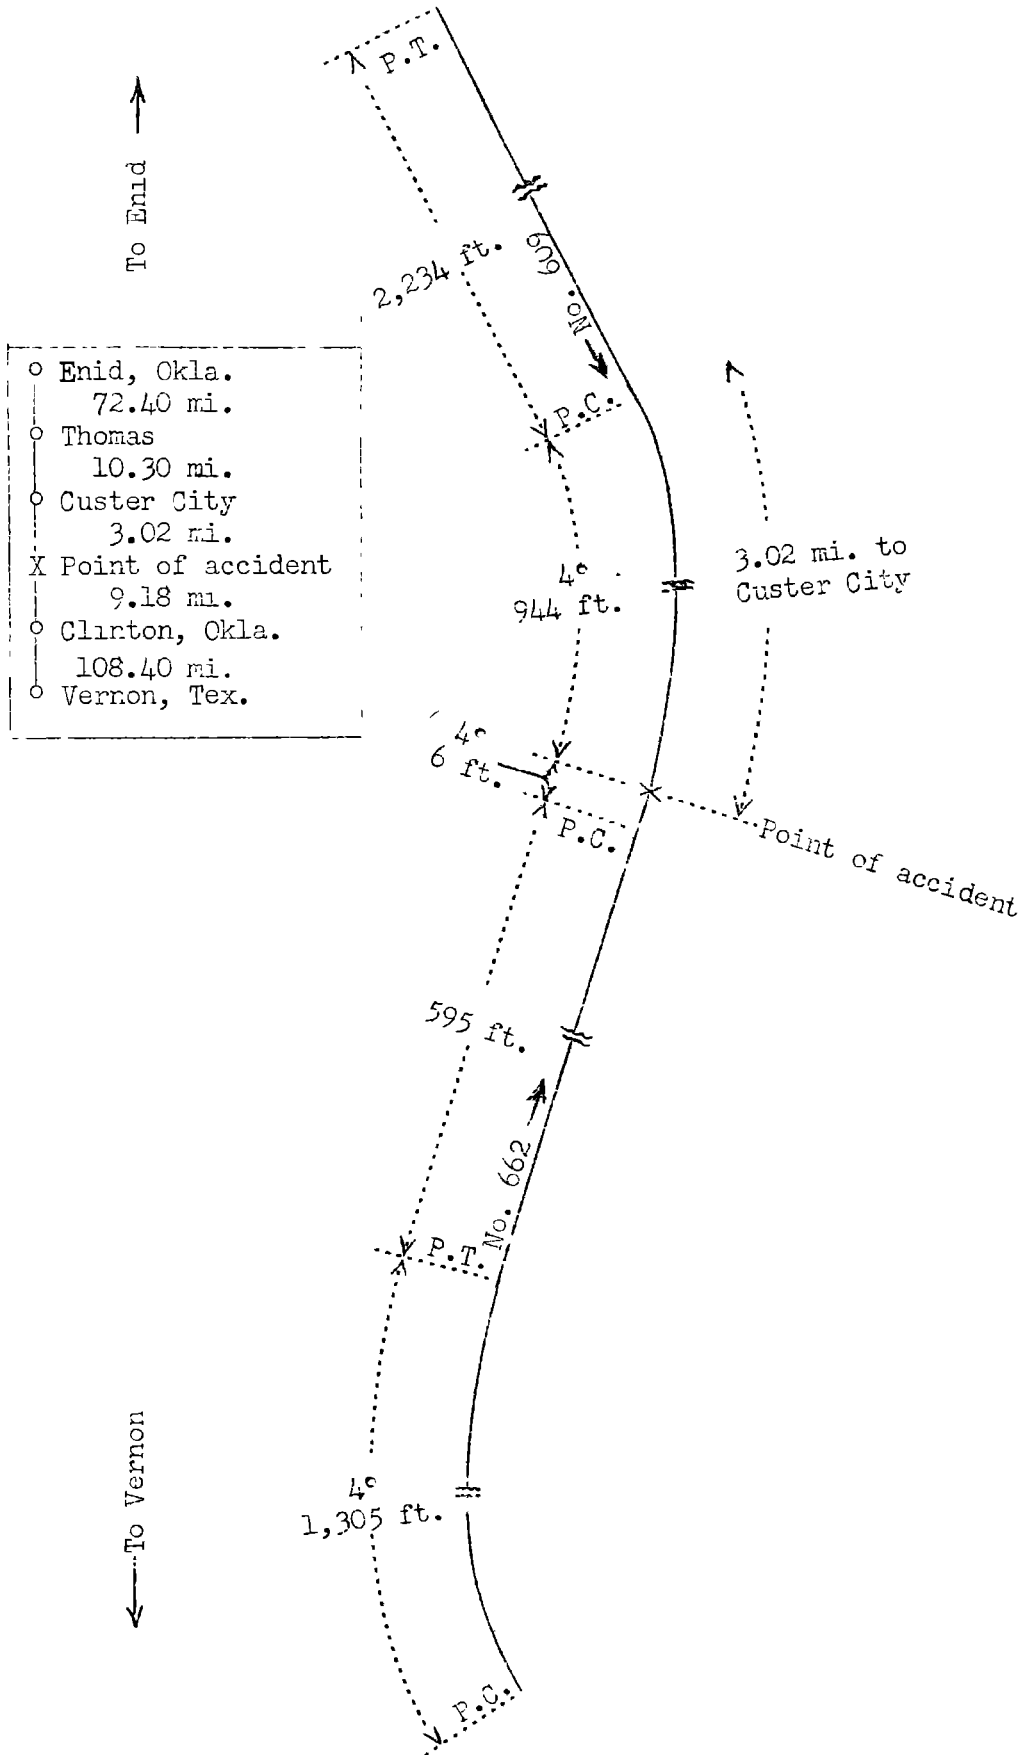 P.T.
To Enid
2,234 ft.
No. 609
P.C.
Enid, Okla.
72.40 mi.
Thomas
10.30 mi.
Custer City
3.02 mi.
X Point of accident
9.18 mi.
Clinton, Okla.
108.40 mi.
Vernon, Tex.
3.02 mi. to
Custer City
4°
944 ft.
4°
6 ft.
P.C.
Point of accident
595 ft.
No. 662
P.T.
To Vernon
4°
1,305 ft.
P.C.